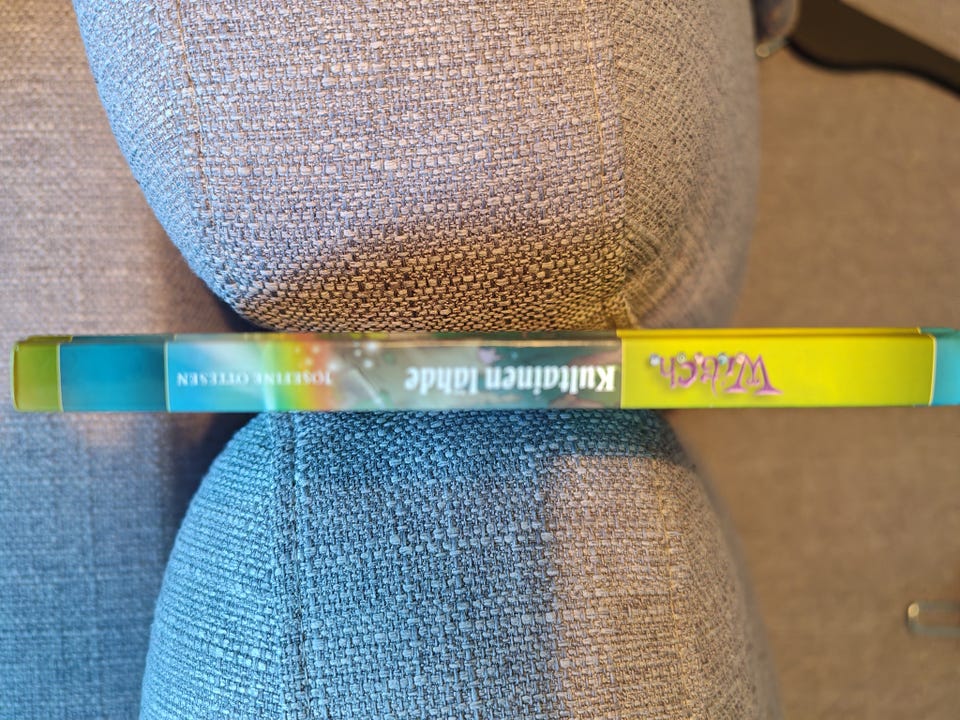 W.i.t.c.h.
Kultainen lähde
JOSEFINE OTTESEN